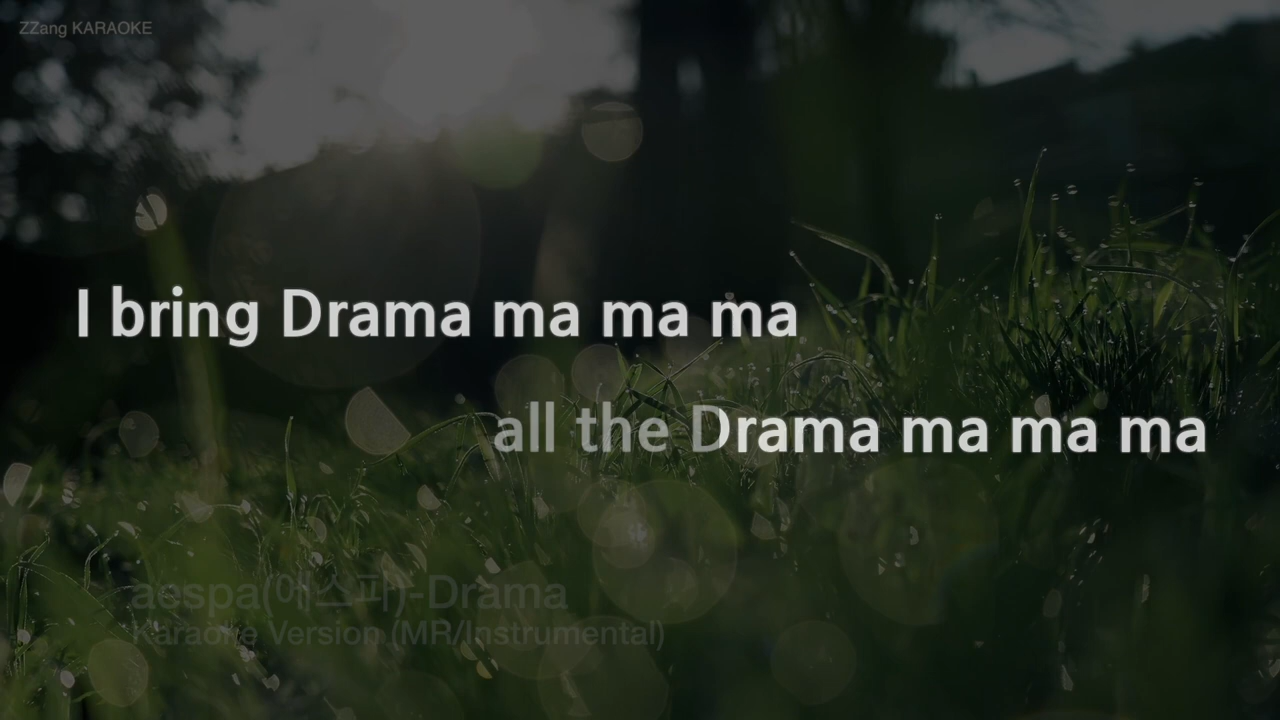 ZZang KARAOKE
I bring Drama ma ma ma
all the Drama ma ma ma
aespa(에스파)-Drama
Karaoke Version (MR/Instrumental)